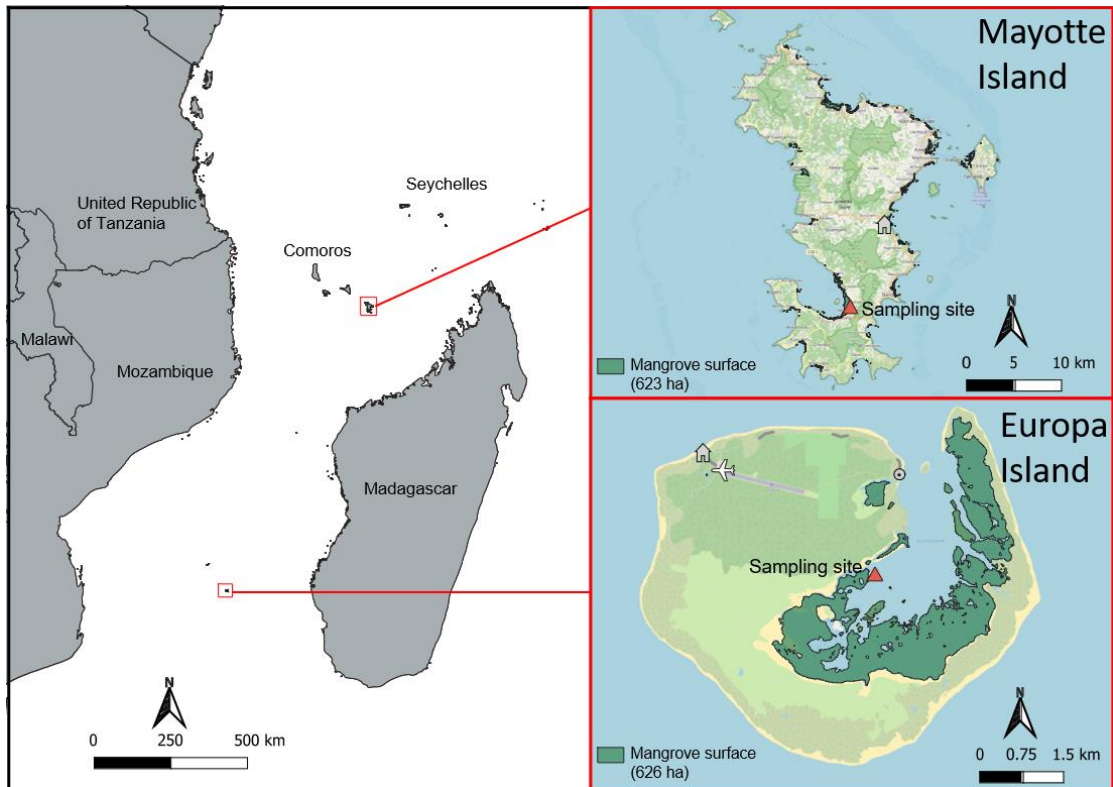 United Republic
of Tanzania
Seychelles
Comoros
Malawi
Mozambique
Madagascar
N
0 250 500 km
Mayotte
Island
Sampling site
N
Mangrove surface
(623 ha)
0 5 10 km
Europa
Island
Sampling site
N
Mangrove surface
(626 ha)
0 0.75 1.5 km